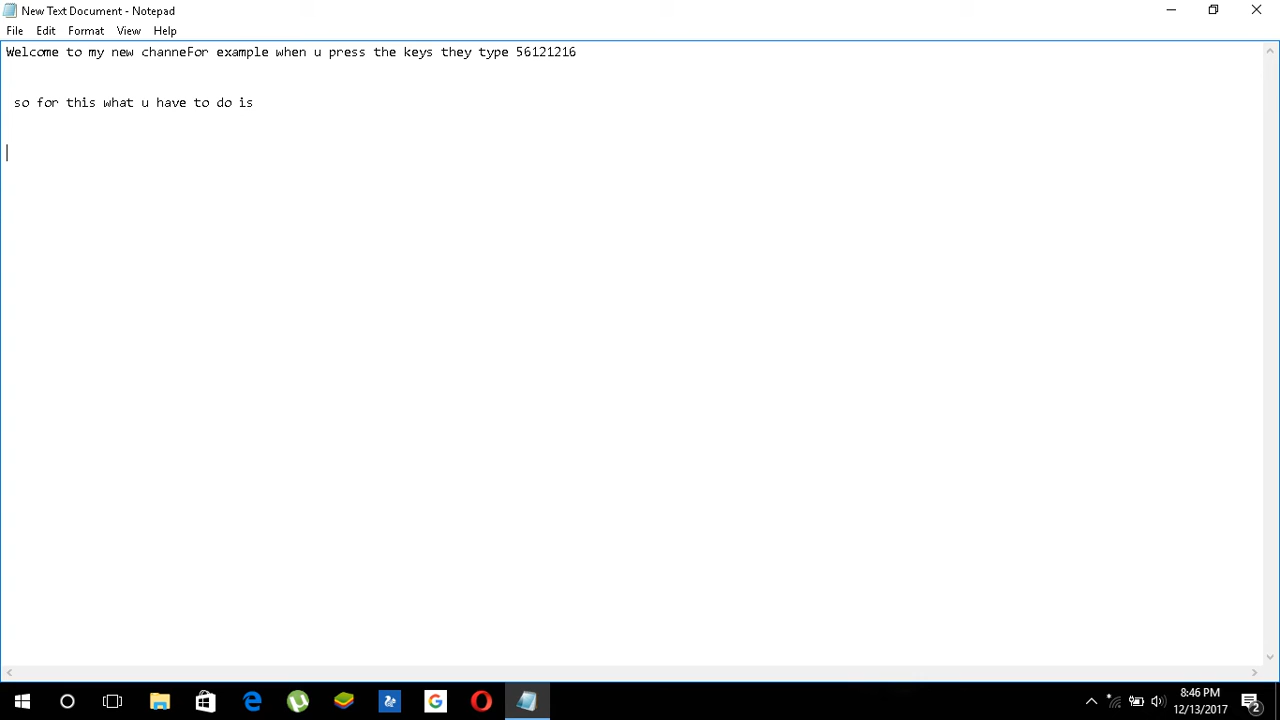 New Text Document - Notepad
File Edit Format View Help
Welcome to my new channeFor example when u press the keys they type 56121216
so for this what u have to do is
8:46 PM
12/13/2017
2